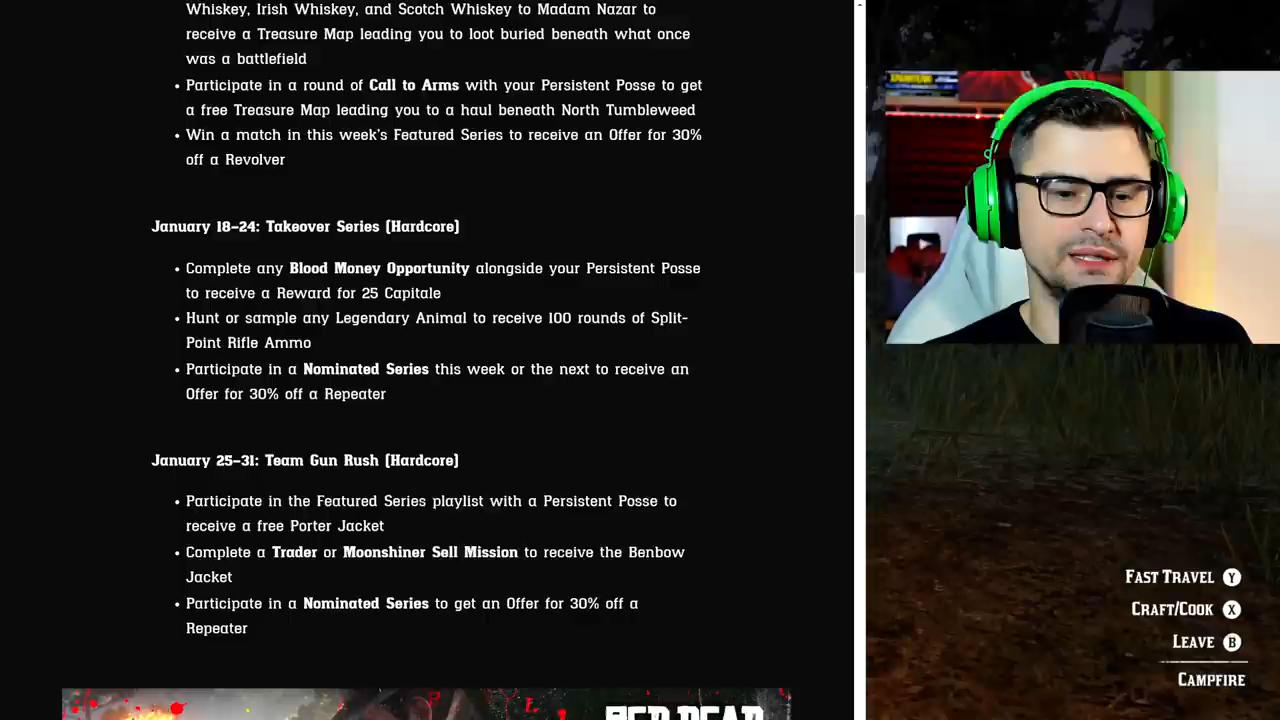 Whiskey, Irish Whiskey, and Scotch Whiskey to Madam Nazar to
receive a Treasure Map leading you to loot buried beneath what once
was a battlefield
• Participate in a round of Call to Arms with your Persistent Posse to get
a free Treasure Map leading you to a haul beneath North Tumbleweed
• Win a match in this week's Featured Series to receive an Offer for 30%
off a Revolver
January 18-24: Takeover Series (Hardcore)
• Complete any Blood Money Opportunity alongside your Persistent Posse
to receive a Reward for 25 Capitale
• Hunt or sample any Legendary Animal to receive 100 rounds of Split-
Point Rifle Ammo
• Participate in a Nominated Series this week or the next to receive an
Offer for 30% off a Repeater
January 25-31: Team Gun Rush (Hardcore)
• Participate in the Featured Series playlist with a Persistent Posse to
receive a free Porter Jacket
• Complete a Trader or Moonshiner Sell Mission to receive the Benbow
Jacket
• Participate in a Nominated Series to get an Offer for 30% off a
Repeater
RED DEAD
FAST TRAVEL Y
CRAFT/COOK X
LEAVE B
CAMPFIRE